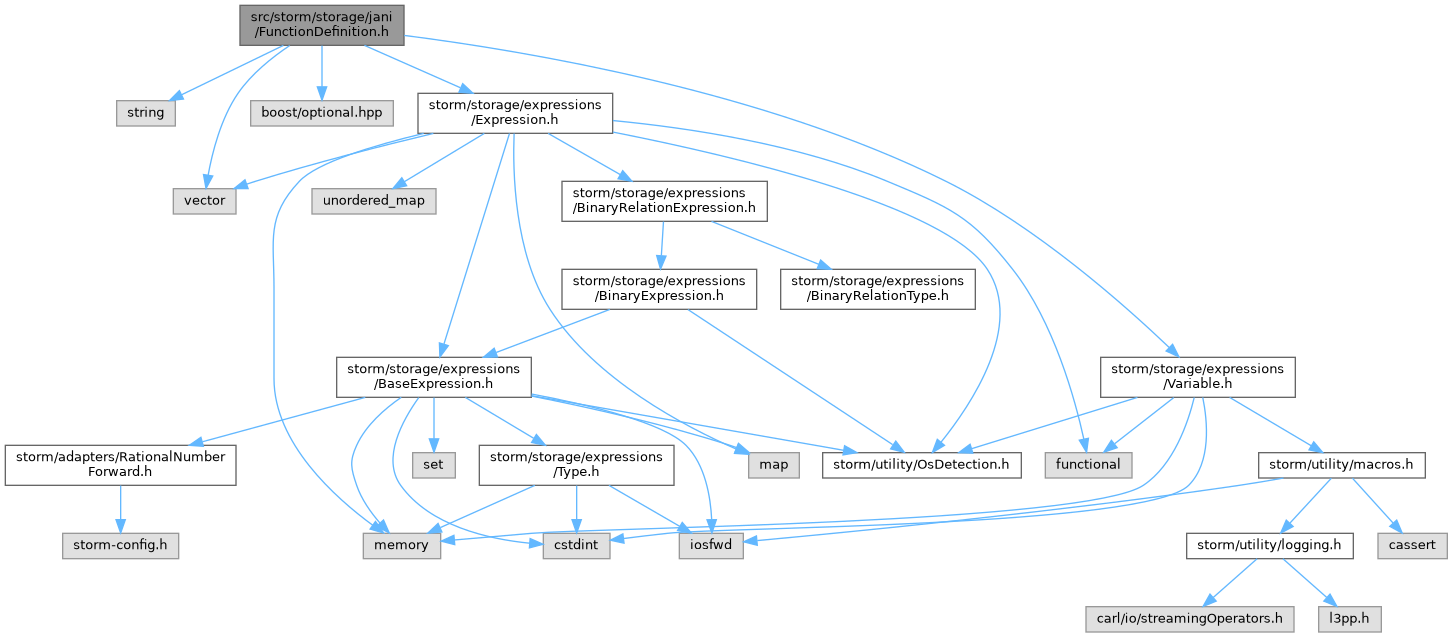 src/storm/storage/jani
/FunctionDefinition.h
string
boost/optional.hpp
storm/storage/expressions
/Expression.h
vector
unordered_map
storm/storage/expressions
/BinaryRelationExpression.h
storm/storage/expressions
/BinaryExpression.h
storm/storage/expressions
/BinaryRelationType.h
storm/storage/expressions
/BaseExpression.h
storm/storage/expressions
/Variable.h
storm/adapters/RationalNumber
Forward.h
set
storm/storage/expressions
/Type.h
map
storm/utility/OsDetection.h
functional
storm/utility/macros.h
storm-config.h
memory
cstdint
iosfwd
storm/utility/logging.h
cassert
carl/io/streamingOperators.h
l3pp.h